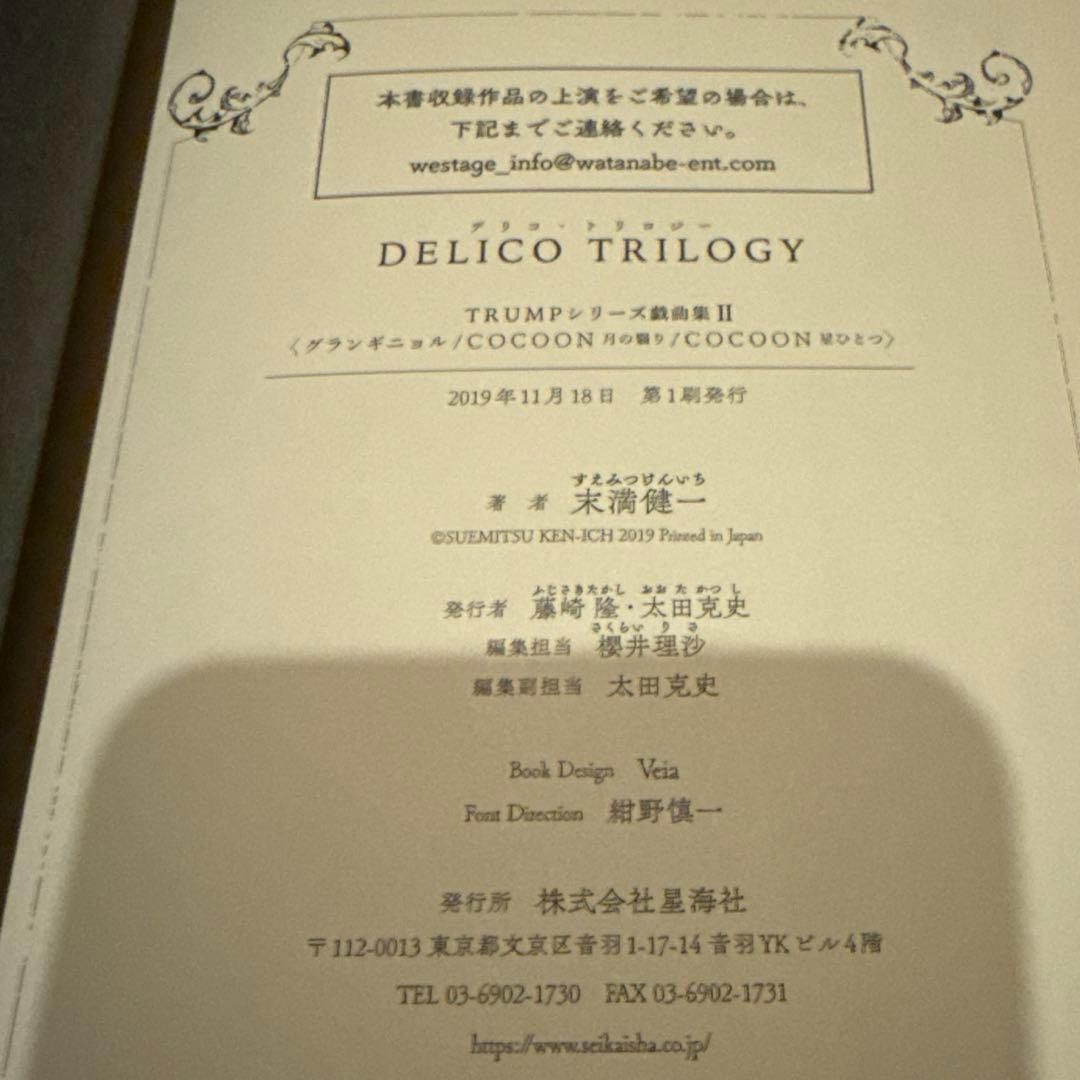 本書収録作品の上演をご希望の場合は、
下記までご連絡ください。
westage_info@watanabe-ent.com
デリコ・トリロジー
DELICO TRILOGY
TRUMPシリーズ戯曲集 II
〈グランギニョル/COCOON 月の翳り/COCOON 星ひとつ〉
2019年11月18日　第1刷発行
すえみつけんいち
著　者　末満健一
©SUEMITSU KEN-ICH 2019 Printed in Japan
ふじさきたかし　おおた かつし
発行者　藤崎 隆・太田克史
さくらい りさ
編集担当　櫻井理沙
編集副担当　太田克史
Book Design　Veia
Font Direction　紺野慎一
発行所　株式会社星海社
〒112-0013 東京都文京区音羽1-17-14 音羽YKビル4階
TEL 03-6902-1730　FAX 03-6902-1731
https://www.seikaisha.co.jp/